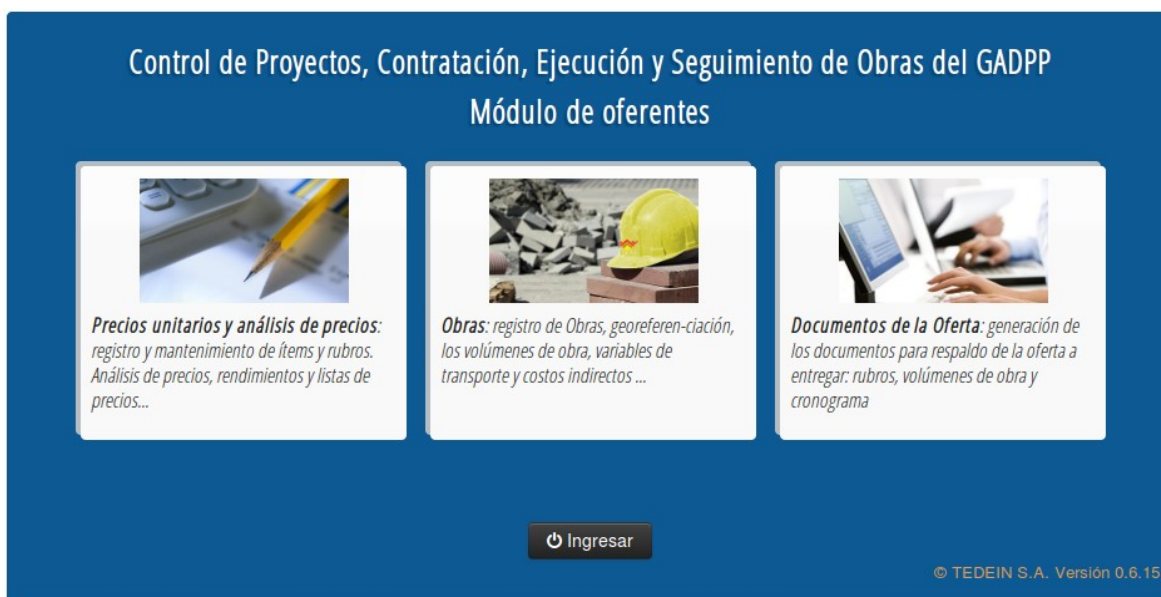 Control de Proyectos, Contratación, Ejecución y Seguimiento de Obras del GADPP
Módulo de oferentes
Precios unitarios y análisis de precios:
registro y mantenimiento de ítems y rubros.
Análisis de precios, rendimientos y listas de
precios...
Obras: registro de Obras, georeferen-ciación,
los volúmenes de obra, variables de
transporte y costos indirectos ...
Documentos de la Oferta: generación de
los documentos para respaldo de la oferta a
entregar: rubros, volúmenes de obra y
cronograma
Ingresar
© TEDEIN S.A. Versión 0.6.15